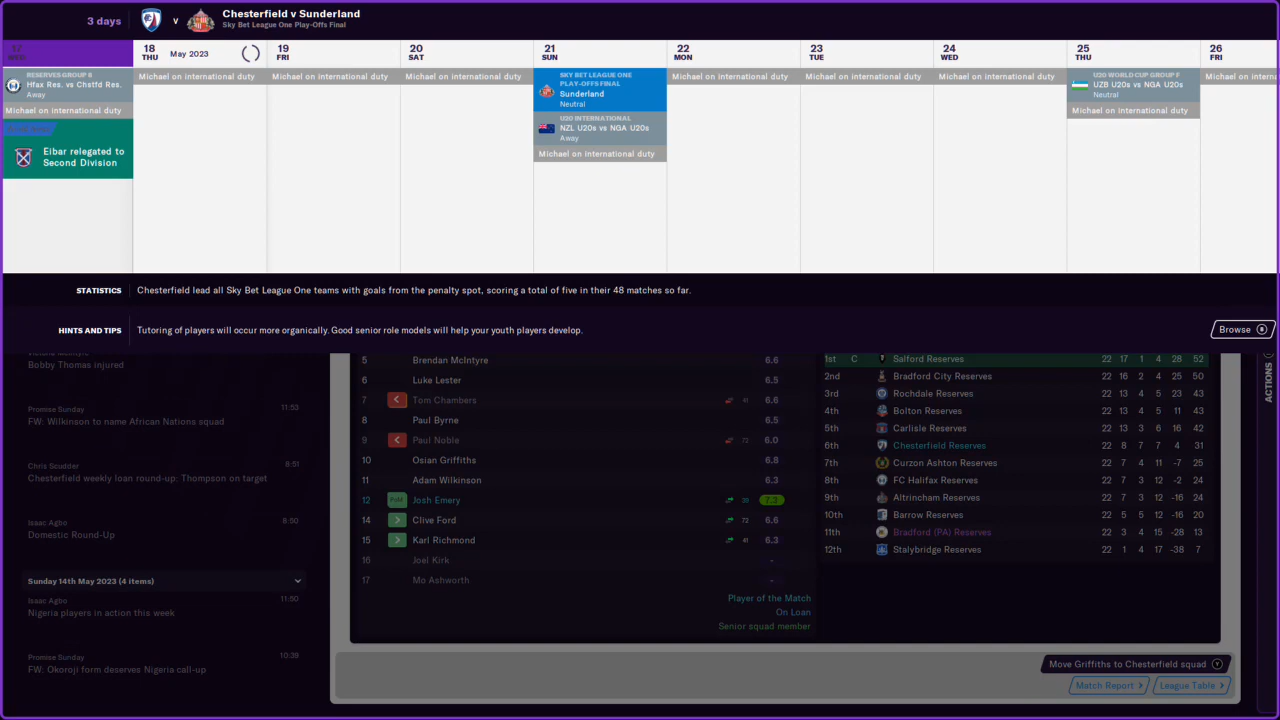 3 days
v
Chesterfield v Sunderland
Sky Bet League One Play-Offs Final
17
WED
18
THU
May 2023
19
FRI
20
SAT
21
SUN
22
MON
23
TUE
24
WED
25
THU
26
FRI
RESERVES GROUP 8
Hfax Res. vs Chstfd Res.
Away
Michael on international duty
Eibar relegated to
Second Division
Michael on international duty
Michael on international duty
Michael on international duty
SKY BET LEAGUE ONE
PLAY-OFFS FINAL
Sunderland
Neutral
U20 INTERNATIONAL
NZL U20s vs NGA U20s
Away
Michael on international duty
Michael on international duty
Michael on international duty
Michael on international duty
U20 WORLD CUP GROUP F
UZB U20s vs NGA U20s
Neutral
Michael on international duty
Michael on interna
STATISTICS
Chesterfield lead all Sky Bet League One teams with goals from the penalty spot, scoring a total of five in their 48 matches so far.
HINTS AND TIPS
Tutoring of players will occur more organically. Good senior role models will help your youth players develop.
Browse
Bobby Thomas injured
Promise Sunday 11:53
FW: Wilkinson to name African Nations squad
Chris Scudder 8:51
Chesterfield weekly loan round-up: Thompson on target
Isaac Agbo 8:50
Domestic Round-Up
Sunday 14th May 2023 (4 items)
Isaac Agbo 11:50
Nigeria players in action this week
Promise Sunday 10:39
FW: Okoroji form deserves Nigeria call-up
5 Brendan McIntyre 6.6
6 Luke Lester 6.5
7 Tom Chambers 41 6.6
8 Paul Byrne 6.5
9 Paul Noble 72 6.0
10 Osian Griffiths 6.8
11 Adam Wilkinson 6.3
12 PoM Josh Emery 39 7.3
14 Clive Ford 72 6.6
15 Karl Richmond 41 6.3
16 Joel Kirk -
17 Mo Ashworth -
Player of the Match
On Loan
Senior squad member
1st C Salford Reserves 22 17 1 4 28 52
2nd Bradford City Reserves 22 16 2 4 25 50
3rd Rochdale Reserves 22 13 4 5 23 43
4th Bolton Reserves 22 13 4 5 11 43
5th Carlisle Reserves 22 13 3 6 16 42
6th Chesterfield Reserves 22 8 7 7 4 31
7th Curzon Ashton Reserves 22 7 4 11 -7 25
8th FC Halifax Reserves 22 7 3 12 -2 24
9th Altrincham Reserves 22 7 3 12 -16 24
10th Barrow Reserves 22 5 5 12 -16 20
11th Bradford (PA) Reserves 22 3 4 15 -28 13
12th Stalybridge Reserves 22 1 4 17 -38 7
ACTIONS
Move Griffiths to Chesterfield squad Y
Match Report
League Table